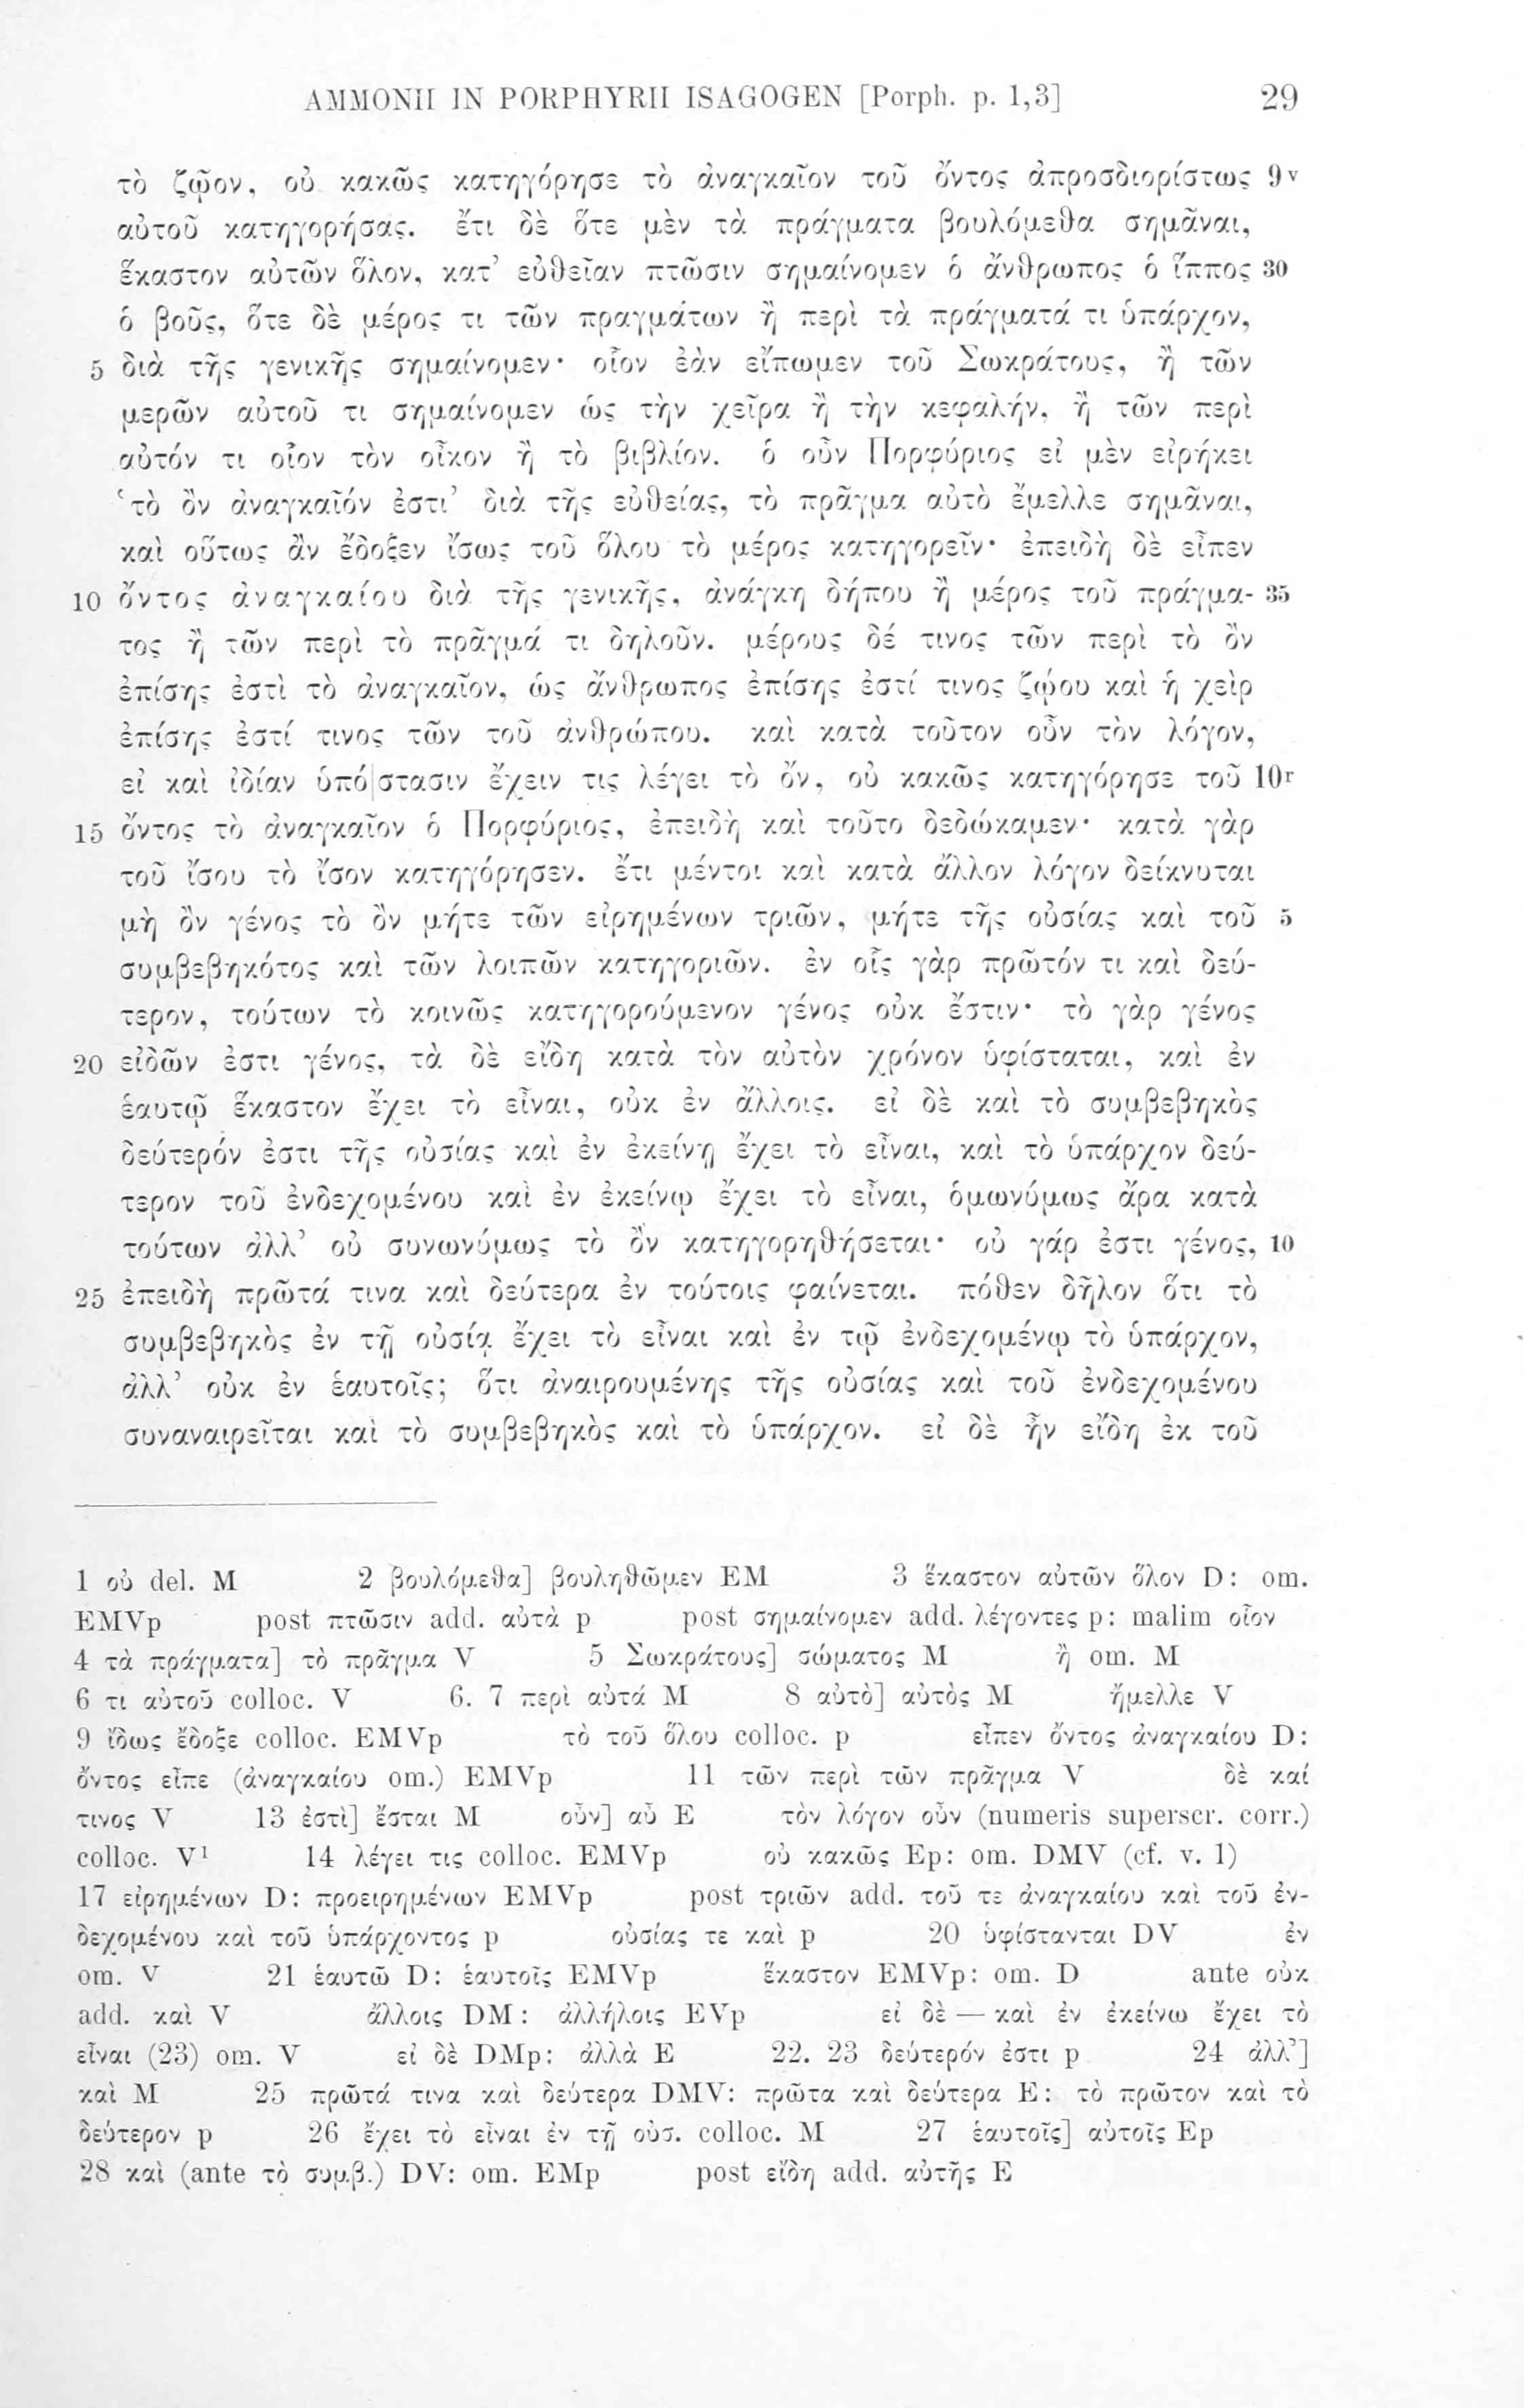 AMMONII IN PORPHYRII ISAGOGEN [Porph. p. 1,3] 29
τὸ ζῷον, οὐ κακῶς κατηγόρησε τὸ ἀναγκαῖον τοῦ ὄντος ἀπροσδιορίστως 9v
αὐτοῦ κατηγορήσας. ἔτι δὲ ὅτε μὲν τὰ πράγματα βουλόμεθα σημᾶναι,
ἕκαστον αὐτῶν ὅλον, κατ’ εὐθεῖαν πτῶσιν σημαίνομεν ὁ ἄνθρωπος ὁ ἵππος 30
ὁ βοῦς, ὅτε δὲ μέρος τι τῶν πραγμάτων ἢ περὶ τὰ πράγματά τι ὑπάρχον,
5 διὰ τῆς γενικῆς σημαίνομεν· οἷον ἐὰν εἴπωμεν τοῦ Σωκράτους, ἢ τῶν
μερῶν αὐτοῦ τι σημαίνομεν ὡς τὴν χεῖρα ἢ τὴν κεφαλήν, ἢ τῶν περὶ
αὐτόν τι οἷον τὸν οἶκον ἢ τὸ βιβλίον. ὁ οὖν Πορφύριος εἰ μὲν εἰρήκει
‘τὸ ὂν ἀναγκαῖόν ἐστι’ διὰ τῆς εὐθείας, τὸ πρᾶγμα αὐτὸ ἔμελλε σημᾶναι,
καὶ οὕτως ἂν ἔδοξεν ἴσως τοῦ ὅλου τὸ μέρος κατηγορεῖν· ἐπειδὴ δὲ εἶπεν
10 ὄντος ἀναγκαίου διὰ τῆς γενικῆς, ἀνάγκη δήπου ἢ μέρος τοῦ πράγμα- 35
τος ἢ τῶν περὶ τὸ πρᾶγμά τι δηλοῦν. μέρους δέ τινος τῶν περὶ τὸ ὂν
ἐπίσης ἐστὶ τὸ ἀναγκαῖον, ὡς ἄνθρωπος ἐπίσης ἐστί τινος ζῴου καὶ ἡ χεὶρ
ἐπίσης ἐστί τινος τῶν τοῦ ἀνθρώπου. καὶ κατὰ τοῦτον οὖν τὸν λόγον,
εἰ καὶ ἰδίαν ὑπό|στασιν ἔχειν τις λέγει τὸ ὄν, οὐ κακῶς κατηγόρησε τοῦ 10r
15 ὄντος τὸ ἀναγκαῖον ὁ Πορφύριος, ἐπειδὴ καὶ τοῦτο δεδώκαμεν· κατὰ γὰρ
τοῦ ἴσου τὸ ἴσον κατηγόρησεν. ἔτι μέντοι καὶ κατὰ ἄλλον λόγον δείκνυται
μὴ ὂν γένος τὸ ὂν μήτε τῶν εἰρημένων τριῶν, μήτε τῆς οὐσίας καὶ τοῦ 5
συμβεβηκότος καὶ τῶν λοιπῶν κατηγοριῶν. ἐν οἷς γὰρ πρῶτόν τι καὶ δεύ-
τερον, τούτων τὸ κοινῶς κατηγορούμενον γένος οὐκ ἔστιν· τὸ γὰρ γένος
20 εἰδῶν ἐστι γένος, τὰ δὲ εἴδη κατὰ τὸν αὐτὸν χρόνον ὑφίσταται, καὶ ἐν
ἑαυτῷ ἕκαστον ἔχει τὸ εἶναι, οὐκ ἐν ἄλλοις. εἰ δὲ καὶ τὸ συμβεβηκὸς
δεύτερόν ἐστι τῆς οὐσίας καὶ ἐν ἐκείνῃ ἔχει τὸ εἶναι, καὶ τὸ ὑπάρχον δεύ-
τερον τοῦ ἐνδεχομένου καὶ ἐν ἐκείνῳ ἔχει τὸ εἶναι, ὁμωνύμως ἄρα κατὰ
τούτων ἀλλ’ οὐ συνωνύμως τὸ ὂν κατηγορηθήσεται· οὐ γάρ ἐστι γένος, 10
25 ἐπειδὴ πρῶτά τινα καὶ δεύτερα ἐν τούτοις φαίνεται. πόθεν δῆλον ὅτι τὸ
συμβεβηκὸς ἐν τῇ οὐσίᾳ ἔχει τὸ εἶναι καὶ ἐν τῷ ἐνδεχομένῳ τὸ ὑπάρχον,
ἀλλ’ οὐκ ἐν ἑαυτοῖς; ὅτι ἀναιρουμένης τῆς οὐσίας καὶ τοῦ ἐνδεχομένου
συναναιρεῖται καὶ τὸ συμβεβηκὸς καὶ τὸ ὑπάρχον. εἰ δὲ ἦν εἴδη ἐκ τοῦ
1 οὐ del. M 2 βουλόμεθα] βουληθῶμεν EM 3 ἕκαστον αὐτῶν ὅλον D: om.
EMVp post πτῶσιν add. αὐτὰ p post σημαίνομεν add. λέγοντες p: malim οἷον
4 τὰ πράγματα] τὸ πρᾶγμα V 5 Σωκράτους] σώματος M ἢ om. M
6 τι αὐτοῦ colloc. V 6. 7 περὶ αὐτά M 8 αὐτὸ] αὐτὸς M ἤμελλε V
9 ἴδως ἔδοξε colloc. EMVp τὸ τοῦ ὅλου colloc. p εἶπεν ὄντος ἀναγκαίου D:
ὄντος εἶπε (ἀναγκαίου om.) EMVp 11 τῶν περὶ τῶν πρᾶγμα V δὲ καί
τινος V 13 ἐστὶ] ἔσται M οὖν] αὖ E τὸν λόγον οὖν (numeris superscr. corr.)
colloc. V¹ 14 λέγει τις colloc. EMVp οὐ κακῶς Ep: om. DMV (cf. v. 1)
17 εἰρημένων D: προειρημένων EMVp post τριῶν add. τοῦ τε ἀναγκαίου καὶ τοῦ ἐν-
δεχομένου καὶ τοῦ ὑπάρχοντος p οὐσίας τε καὶ p 20 ὑφίστανται DV ἐν
om. V 21 ἑαυτῶ D: ἑαυτοῖς EMVp ἕκαστον EMVp: om. D ante οὐκ
add. καὶ V ἄλλοις DM: ἀλλήλοις EVp εἰ δὲ — καὶ ἐν ἐκείνω ἔχει τὸ
εἶναι (23) om. V εἰ δὲ DMp: ἀλλὰ E 22. 23 δεύτερόν ἐστι p 24 ἀλλ’]
καὶ M 25 πρῶτά τινα καὶ δεύτερα DMV: πρῶτα καὶ δεύτερα E: τὸ πρῶτον καὶ τὸ
δεύτερον p 26 ἔχει τὸ εἶναι ἐν τῇ οὐσ. colloc. M 27 ἑαυτοῖς] αὐτοῖς Ep
28 καὶ (ante τὸ συμβ.) DV: om. EMp post εἴδη add. αὐτῆς E